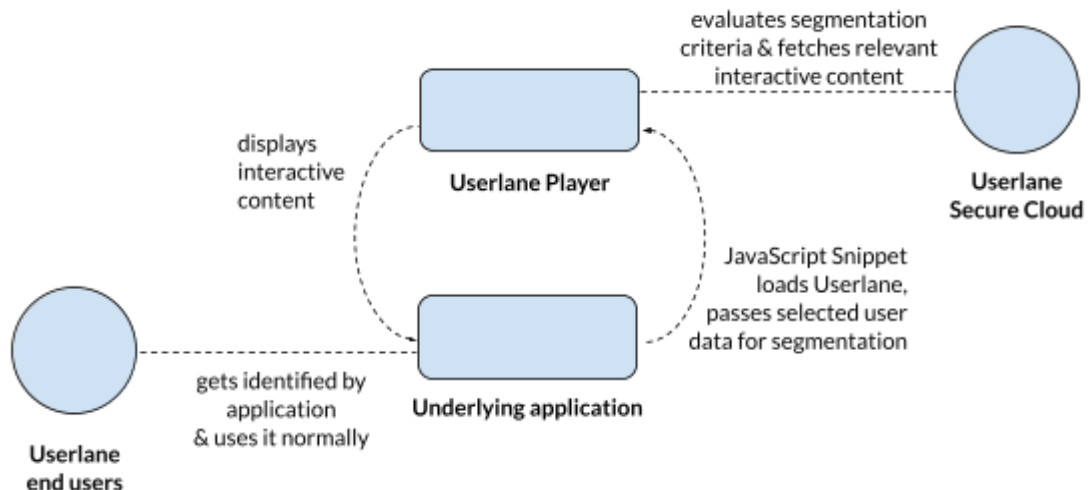 evaluates segmentation
criteria & fetches relevant
interactive content
displays
interactive
content
Userlane Player
Userlane
Secure Cloud
JavaScript Snippet
loads Userlane,
passes selected user
data for segmentation
gets identified by
application
& uses it normally
Underlying application
Userlane
end users